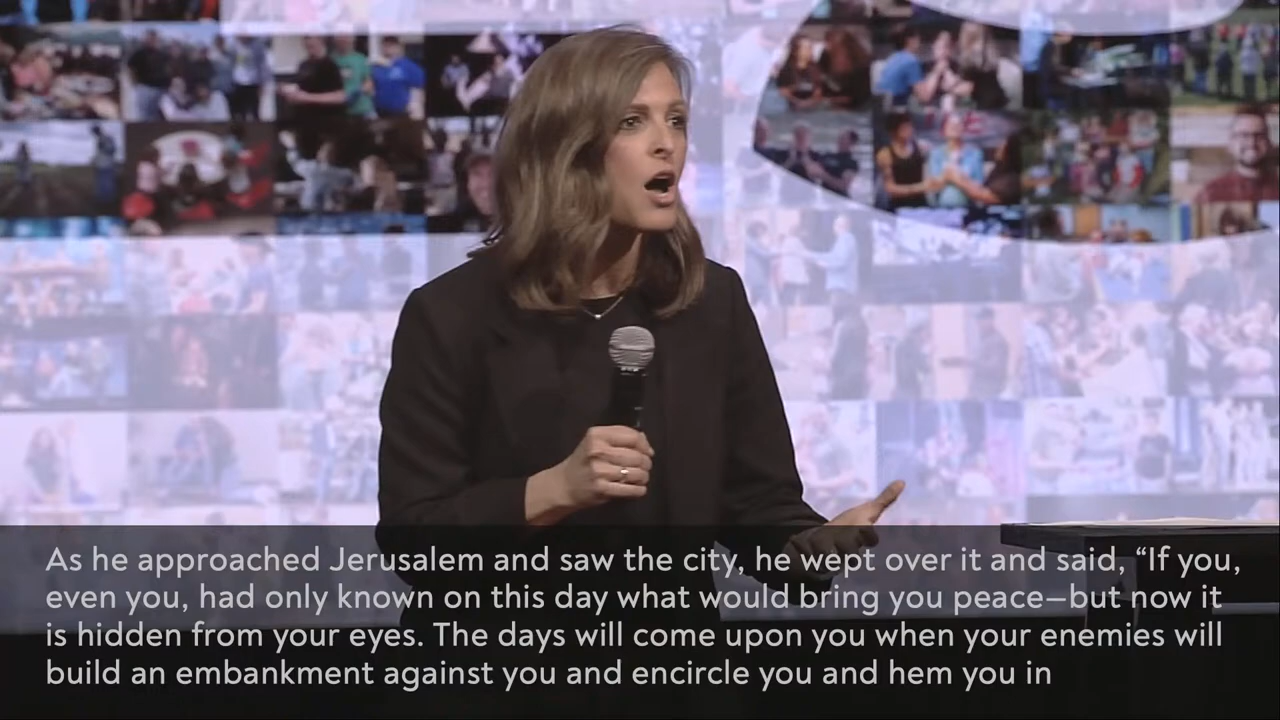 As he approached Jerusalem and saw the city, he wept over it and said, “If you,
even you, had only known on this day what would bring you peace—but now it
is hidden from your eyes. The days will come upon you when your enemies will
build an embankment against you and encircle you and hem you in